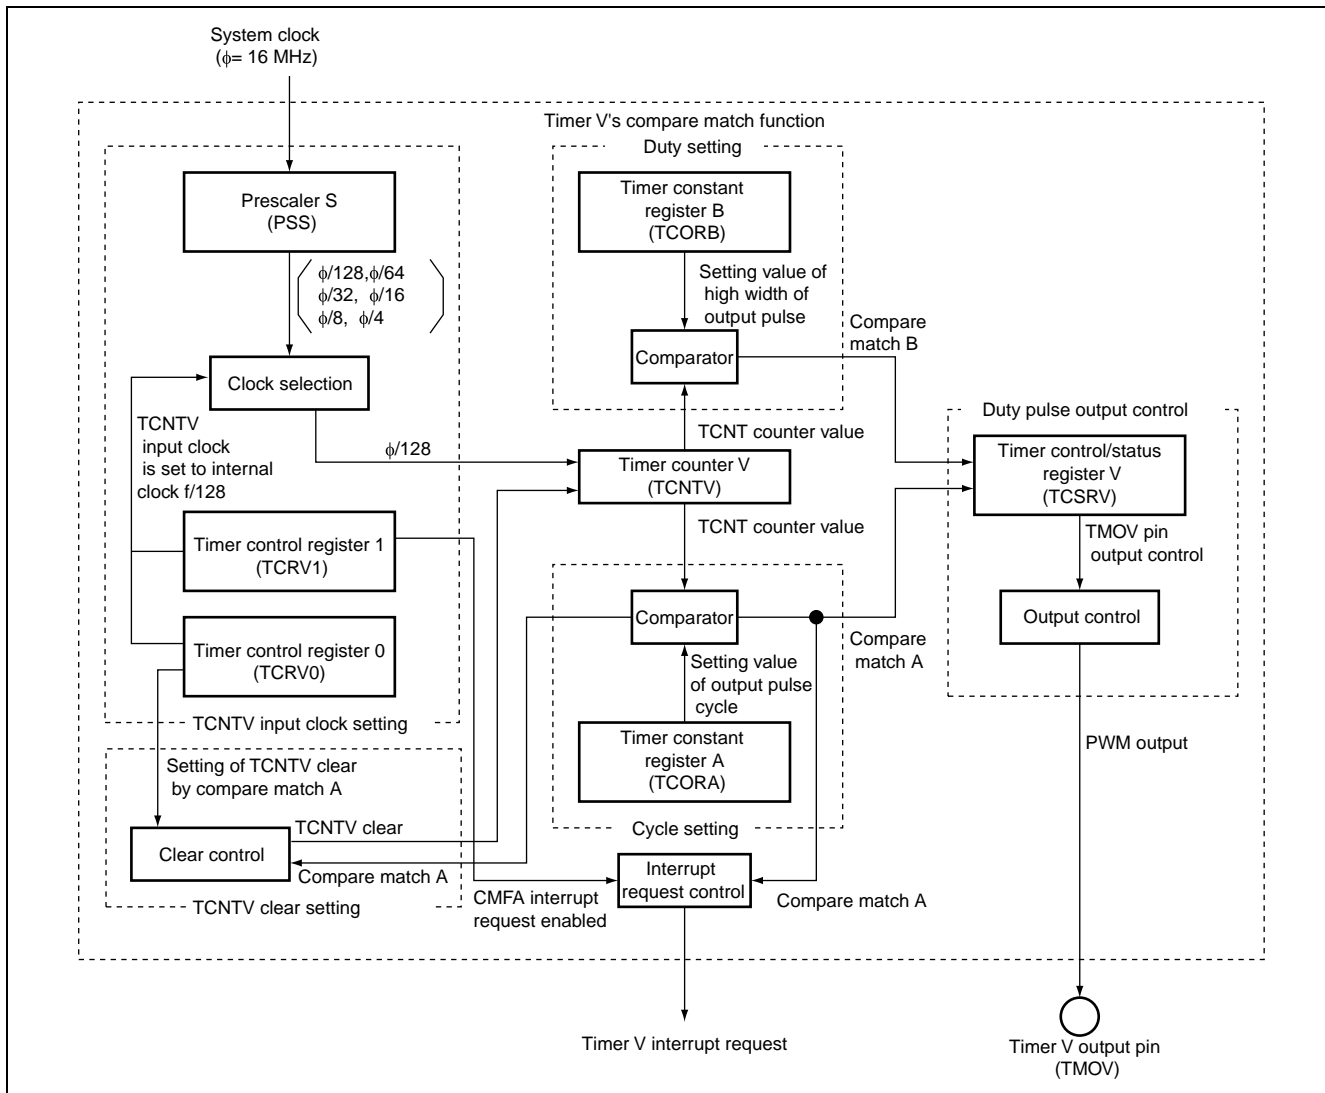 System clock
(ϕ= 16 MHz)
Timer V's compare match function
Duty setting
Prescaler S
(PSS)
Timer constant
register B
(TCORB)
ϕ/128,ϕ/64
ϕ/32, ϕ/16
ϕ/8, ϕ/4
Setting value of
high width of
output pulse
Compare
match B
Clock selection
Comparator
TCNTV
input clock
is set to internal
clock f/128
ϕ/128
TCNT counter value
Timer counter V
(TCNTV)
TCNT counter value
Duty pulse output control
Timer control/status
register V
(TCSRV)
TMOV pin
output control
Output control
Timer control register 1
(TCRV1)
Timer control register 0
(TCRV0)
TCNTV input clock setting
Comparator
Compare
match A
Setting value
of output pulse
cycle
Timer constant
register A
(TCORA)
Cycle setting
PWM output
Setting of TCNTV clear
by compare match A
TCNTV clear
Clear control
Compare match A
TCNTV clear setting
CMFA interrupt
request enabled
Interrupt
request control
Compare match A
Timer V interrupt request
Timer V output pin
(TMOV)